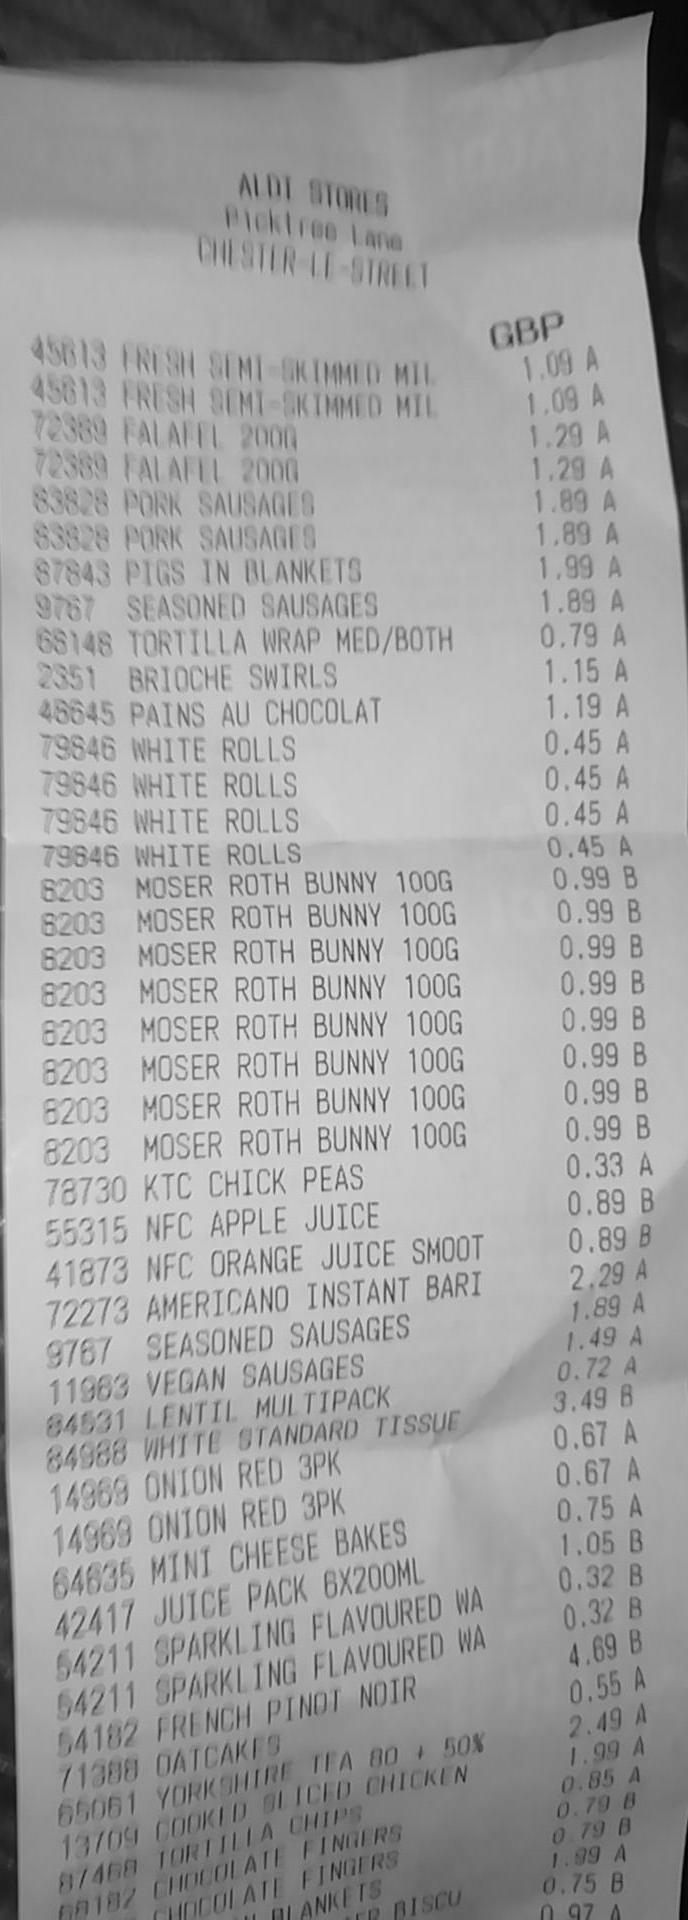 ALDI STORES
Picktree Lane
CHESTER-LE-STREET
GBP
45613 FRESH SEMI-SKIMMED MIL 1.09 A
45613 FRESH SEMI-SKIMMED MIL 1.09 A
72389 FALAFEL 200G 1.29 A
72389 FALAFEL 200G 1.29 A
83828 PORK SAUSAGES 1.89 A
83828 PORK SAUSAGES 1.89 A
87843 PIGS IN BLANKETS 1.99 A
9767 SEASONED SAUSAGES 1.89 A
68148 TORTILLA WRAP MED/BOTH 0.79 A
2351 BRIOCHE SWIRLS 1.15 A
48645 PAINS AU CHOCOLAT 1.19 A
79846 WHITE ROLLS 0.45 A
79846 WHITE ROLLS 0.45 A
79846 WHITE ROLLS 0.45 A
79846 WHITE ROLLS 0.45 A
8203 MOSER ROTH BUNNY 100G 0.99 B
8203 MOSER ROTH BUNNY 100G 0.99 B
8203 MOSER ROTH BUNNY 100G 0.99 B
8203 MOSER ROTH BUNNY 100G 0.99 B
8203 MOSER ROTH BUNNY 100G 0.99 B
8203 MOSER ROTH BUNNY 100G 0.99 B
8203 MOSER ROTH BUNNY 100G 0.99 B
8203 MOSER ROTH BUNNY 100G 0.99 B
78730 KTC CHICK PEAS 0.33 A
55315 NFC APPLE JUICE 0.89 B
41873 NFC ORANGE JUICE SMOOT 0.89 B
72273 AMERICANO INSTANT BARI 2.29 A
9767 SEASONED SAUSAGES 1.89 A
11963 VEGAN SAUSAGES 1.49 A
84531 LENTIL MULTIPACK 0.72 A
84988 WHITE STANDARD TISSUE 3.49 B
14969 ONION RED 3PK 0.67 A
14969 ONION RED 3PK 0.67 A
64635 MINI CHEESE BAKES 0.75 A
42417 JUICE PACK 6X200ML 1.05 B
54211 SPARKLING FLAVOURED WA 0.32 B
54211 SPARKLING FLAVOURED WA 0.32 B
54182 FRENCH PINOT NOIR 4.69 B
71388 OATCAKES 0.55 A
65061 YORKSHIRE TEA 80 + 50% 2.49 A
13709 COOKED SLICED CHICKEN 1.99 A
87468 TORTILLA CHIPS 0.85 A
68182 CHOCOLATE FINGERS 0.79 B
CHOCOLATE FINGERS 0.79 B
BLANKETS 1.99 A
BISCU 0.75 B
0.97 A